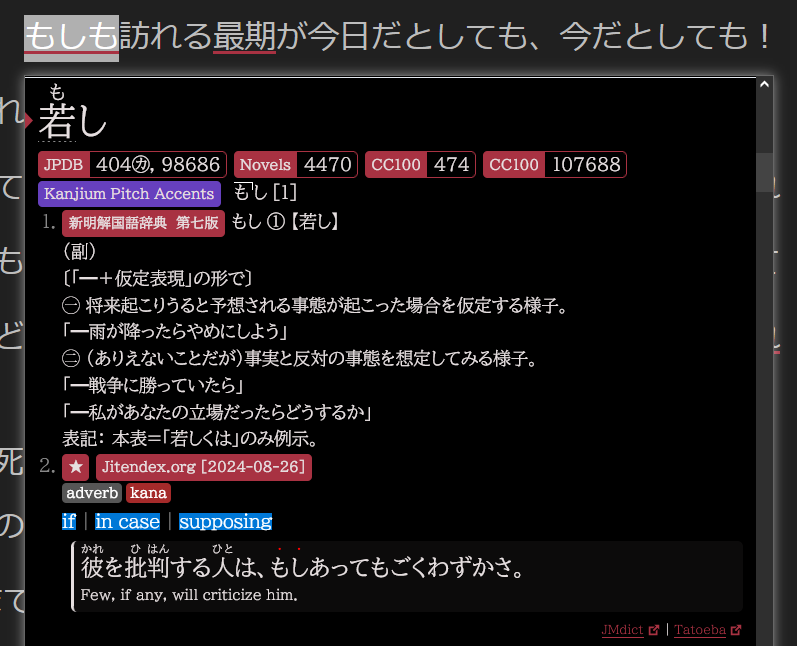 もしも訪れる最期が今日だとしても、今だとしても！
れ
て
も
ど
死
の
て
も
若し
JPDB 404㋕, 98686 Novels 4470 CC100 474 CC100 107688
Kanjium Pitch Accents もし [1]
1. 新明解国語辞典 第七版 もし ① 【若し】
（副）
〔「━＋仮定表現」の形で〕
㊀ 将来起こりうると予想される事態が起こった場合を仮定する様子。
「━雨が降ったらやめにしよう」
㊁ （ありえないことだが）事実と反対の事態を想定してみる様子。
「━戦争に勝っていたら」
「━私があなたの立場だったらどうするか」
表記： 本表＝「若しくは」のみ例示。
2. ★ Jitendex.org [2024-08-26]
adverb kana
if | in case | supposing
かれ ひ はん ひと
彼を批判する人は、もしあってもごくわずかさ。
Few, if any, will criticize him.
JMdict | Tatoeba